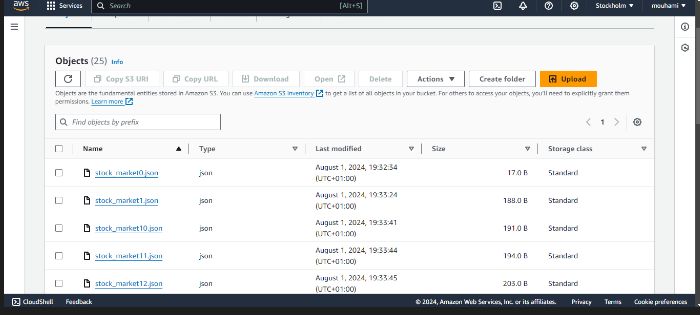 aws Services Search [Alt+S] Stockholm mouhami
Objects (25) Info
Copy S3 URI Copy URL Download Open Delete Actions Create folder Upload
Objects are the fundamental entities stored in Amazon S3. You can use Amazon S3 inventory to get a list of all objects in your bucket. For others to access your objects, you'll need to explicitly grant them
permissions. Learn more
Find objects by prefix 1
Name Type Last modified Size Storage class
stock_market0.json json August 1, 2024, 19:32:34 (UTC+01:00) 17.0 B Standard
stock_market1.json json August 1, 2024, 19:33:24 (UTC+01:00) 188.0 B Standard
stock_market10.json json August 1, 2024, 19:33:41 (UTC+01:00) 191.0 B Standard
stock_market11.json json August 1, 2024, 19:33:44 (UTC+01:00) 194.0 B Standard
stock_market12.json json August 1, 2024, 19:33:45 (UTC+01:00) 203.0 B Standard
CloudShell Feedback © 2024, Amazon Web Services, Inc. or its affiliates. Privacy Terms Cookie preferences